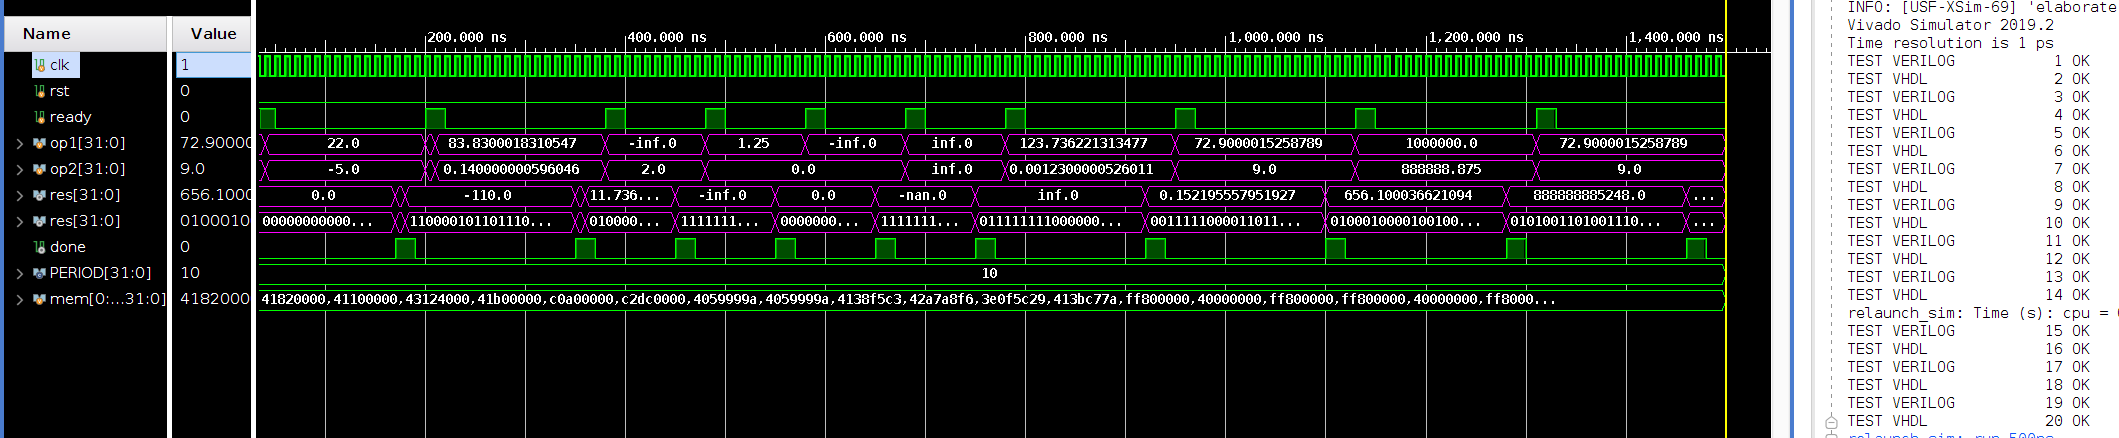 Name Value
clk 1
rst 0
ready 0
op1[31:0] 72.90000
op2[31:0] 9.0
res[31:0] 656.1000
res[31:0] 0100010
done 0
PERIOD[31:0] 10
mem[0:...31:0] 4182000
200.000 ns 400.000 ns 600.000 ns 800.000 ns 1,000.000 ns 1,200.000 ns 1,400.000 ns
22.0 83.8300018310547 -inf.0 1.25 -inf.0 inf.0 123.736221313477 72.9000015258789 1000000.0 72.9000015258789
-5.0 0.140000000596046 2.0 0.0 inf.0 0.0012300000526011 9.0 888888.875 9.0
0.0 -110.0 11.736... -inf.0 0.0 -nan.0 inf.0 0.152195557951927 656.100036621094 888888885248.0 ...
00000000000... 110000101101110... 010000... 1111111... 0000000... 1111111... 011111111000000... 0011111000011011... 0100010000100100... 0101001101001110... ...
10
41820000,41100000,43124000,41b00000,c0a00000,c2dc0000,4059999a,4059999a,4138f5c3,42a7a8f6,3e0f5c29,413bc77a,ff800000,40000000,ff800000,ff800000,40000000,ff8000...
INFO: [USF-XSim-69] 'elaborate
Vivado Simulator 2019.2
Time resolution is 1 ps
TEST VERILOG 1 OK
TEST VHDL 2 OK
TEST VERILOG 3 OK
TEST VHDL 4 OK
TEST VERILOG 5 OK
TEST VHDL 6 OK
TEST VERILOG 7 OK
TEST VHDL 8 OK
TEST VERILOG 9 OK
TEST VHDL 10 OK
TEST VERILOG 11 OK
TEST VHDL 12 OK
TEST VERILOG 13 OK
TEST VHDL 14 OK
relaunch_sim: Time (s): cpu =
TEST VERILOG 15 OK
TEST VHDL 16 OK
TEST VERILOG 17 OK
TEST VHDL 18 OK
TEST VERILOG 19 OK
TEST VHDL 20 OK